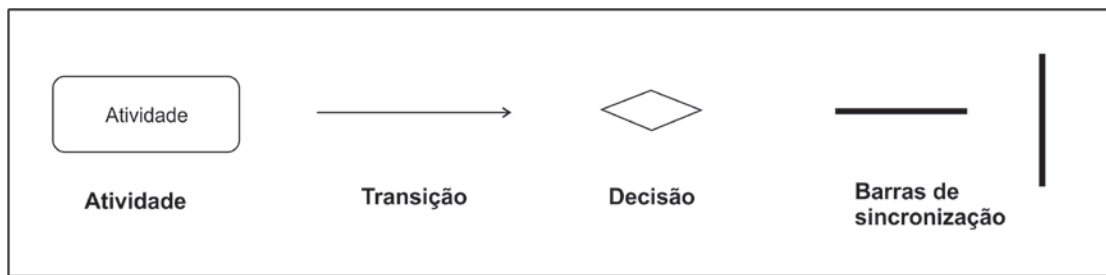 Atividade
Atividade
Transição
Decisão
Barras de
sincronização